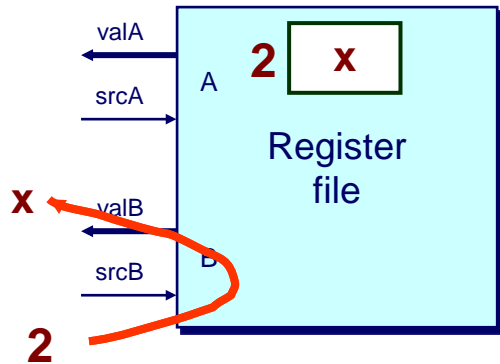 valA
2 x
A
srcA
Register
file
x
valB
B
srcB
2